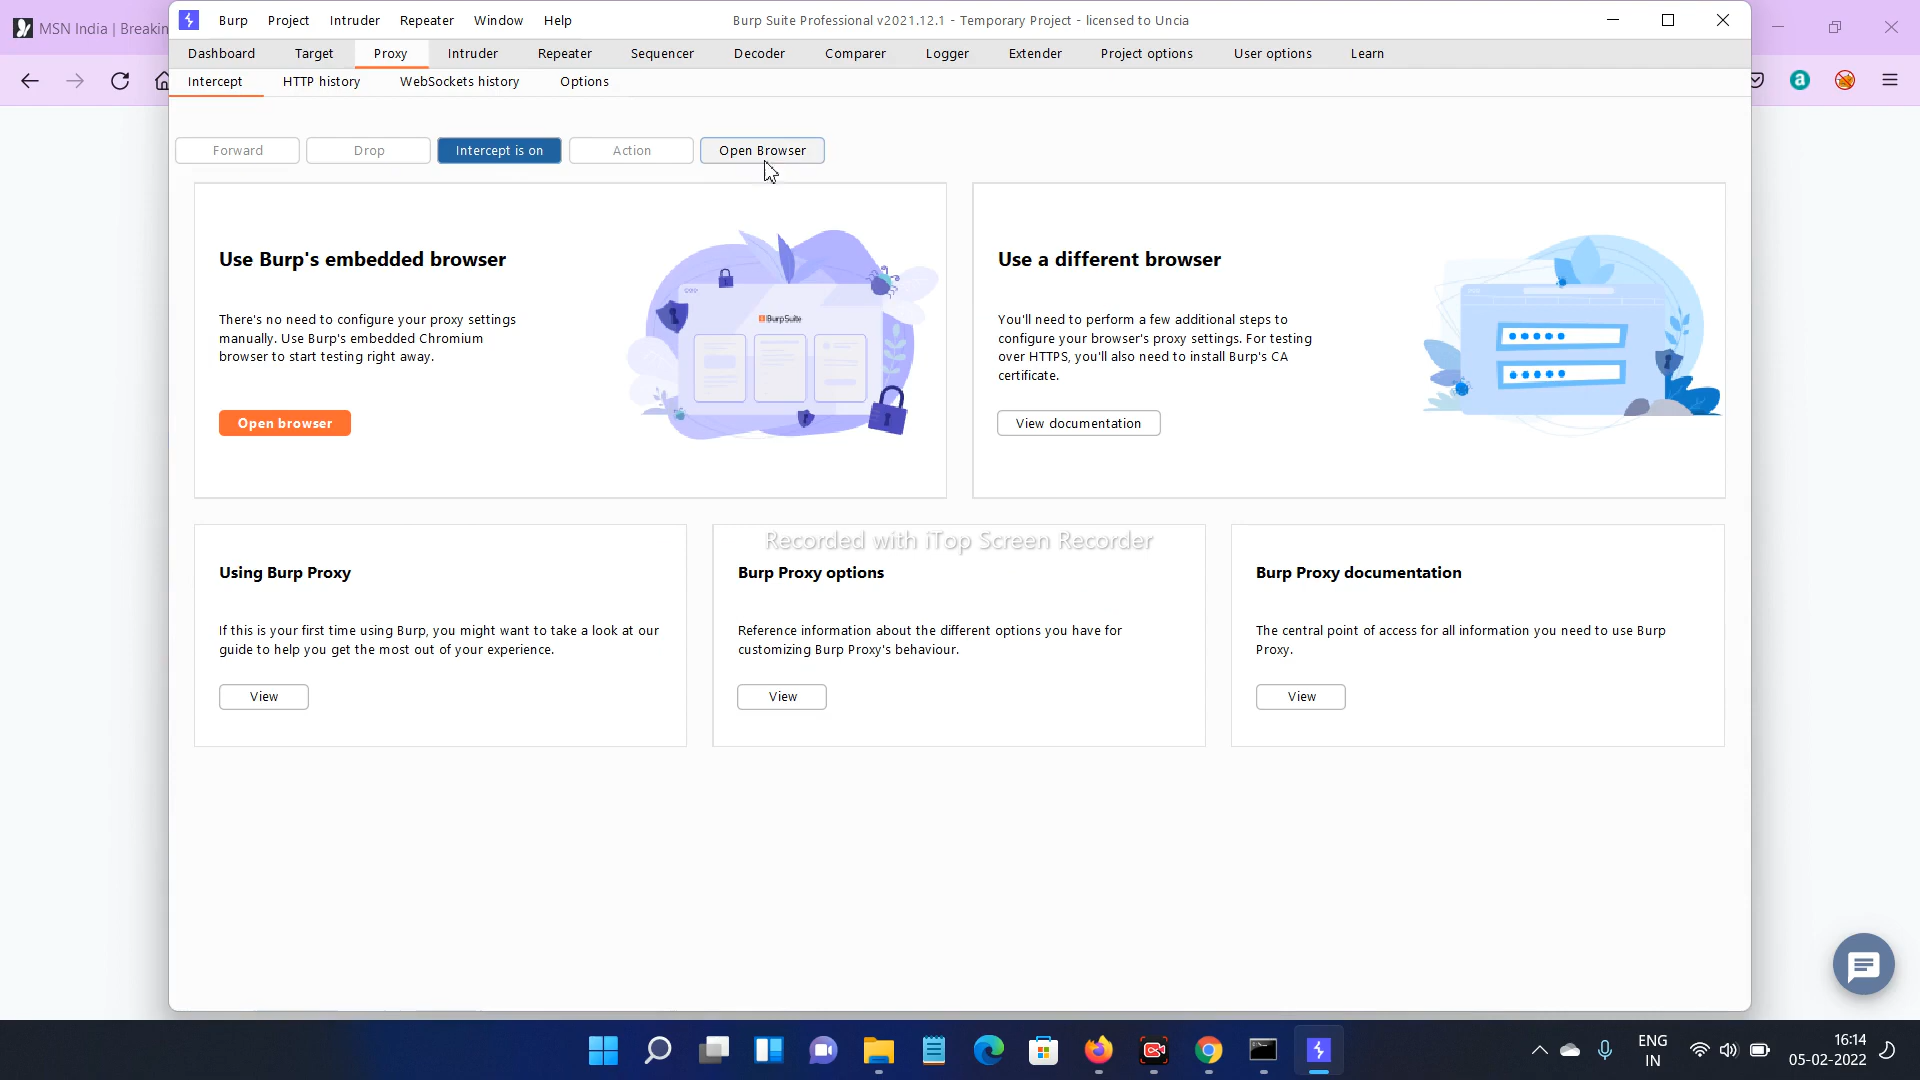 MSN India | Breakin
Burp Project Intruder Repeater Window Help
Burp Suite Professional v2021.12.1 - Temporary Project - licensed to Uncia
Dashboard Target Proxy Intruder Repeater Sequencer Decoder Comparer Logger Extender Project options User options Learn
Intercept HTTP history WebSockets history Options
Forward Drop Intercept is on Action Open Browser
Use Burp's embedded browser
There's no need to configure your proxy settings
manually. Use Burp's embedded Chromium
browser to start testing right away.
Open browser
BurpSuite
Use a different browser
You'll need to perform a few additional steps to
configure your browser's proxy settings. For testing
over HTTPS, you'll also need to install Burp's CA
certificate.
View documentation
Recorded with iTop Screen Recorder
Using Burp Proxy
If this is your first time using Burp, you might want to take a look at our
guide to help you get the most out of your experience.
View
Burp Proxy options
Reference information about the different options you have for
customizing Burp Proxy's behaviour.
View
Burp Proxy documentation
The central point of access for all information you need to use Burp
Proxy.
View
ENG
IN
16:14
05-02-2022